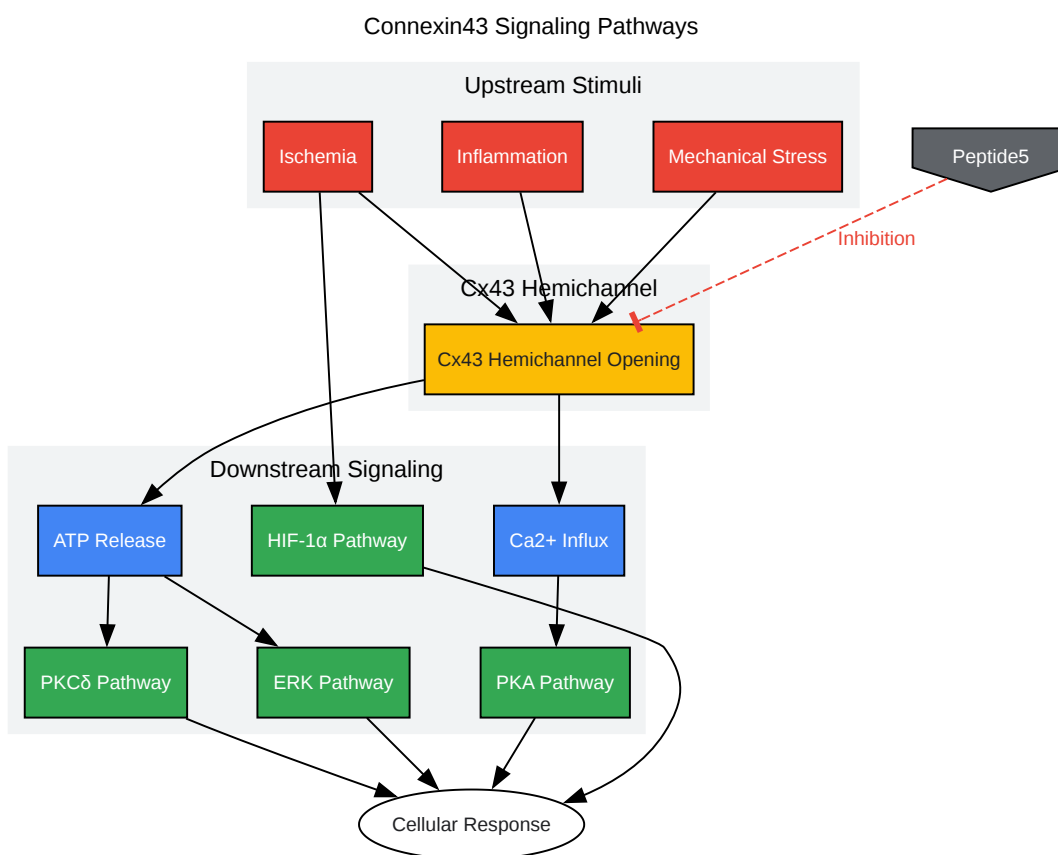 Connexin43 Signaling Pathways
Upstream Stimuli
Ischemia
Inflammation
Mechanical Stress
Peptide5
Inhibition
Cx43 Hemichannel
Cx43 Hemichannel Opening
Downstream Signaling
ATP Release
HIF-1α Pathway
Ca2+ Influx
PKCδ Pathway
ERK Pathway
PKA Pathway
Cellular Response